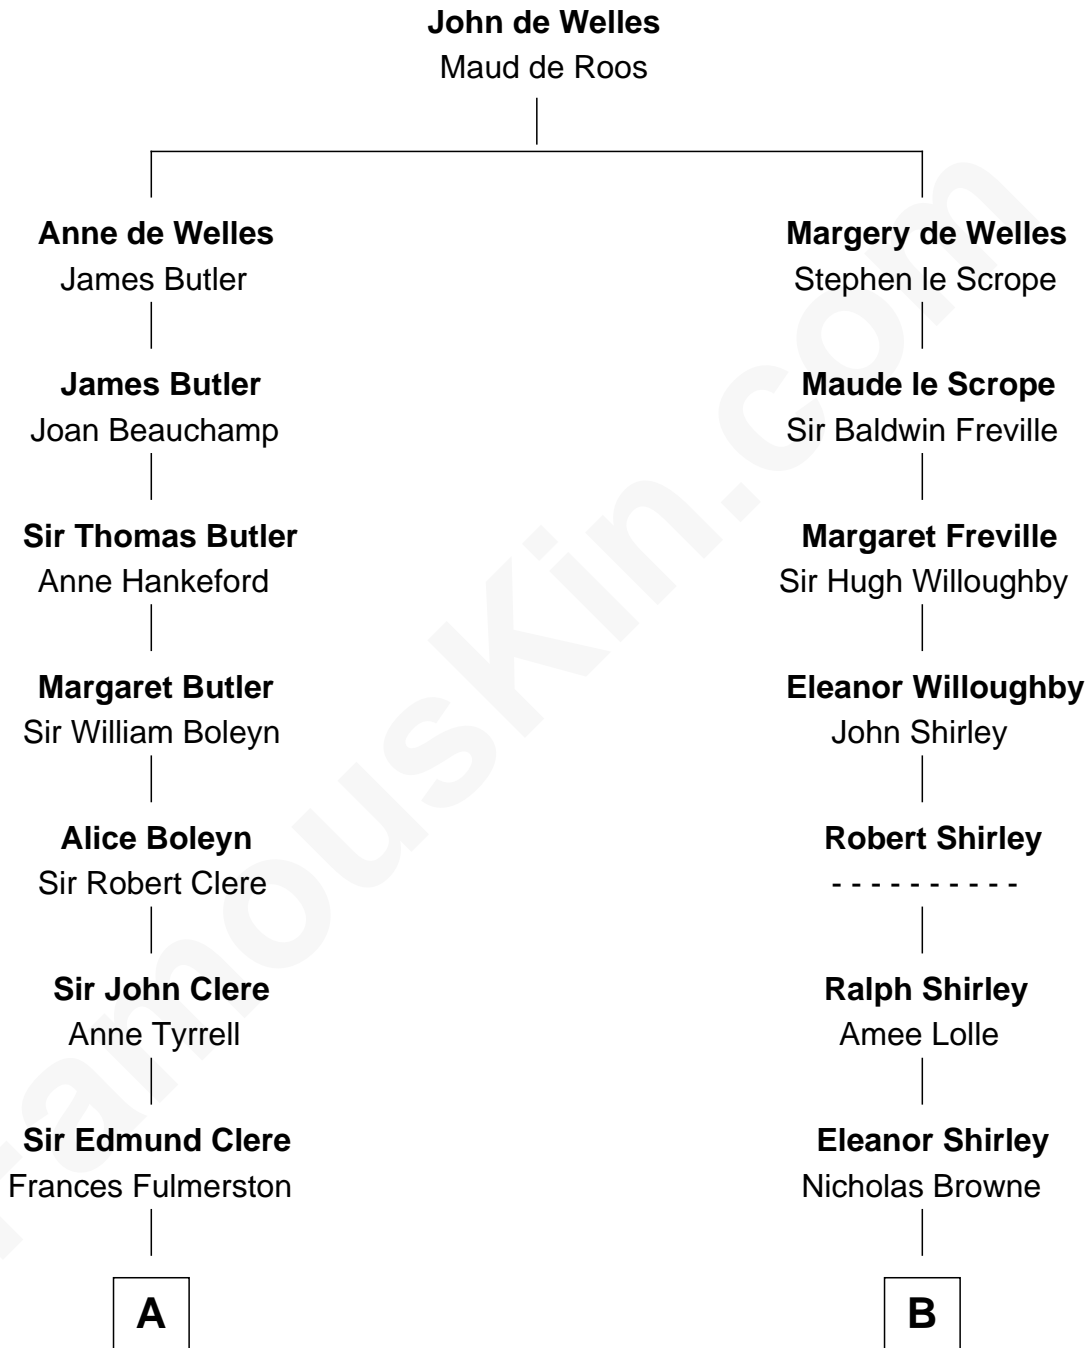 John de Welles
Maud de Roos
Anne de Welles
James Butler
Margery de Welles
Stephen le Scrope
James Butler
Joan Beauchamp
Maude le Scrope
Sir Baldwin Freville
Sir Thomas Butler
Anne Hankeford
Margaret Freville
Sir Hugh Willoughby
Margaret Butler
Sir William Boleyn
Eleanor Willoughby
John Shirley
Alice Boleyn
Sir Robert Clere
Robert Shirley
- - - - - - - - - -
Sir John Clere
Anne Tyrrell
Ralph Shirley
Amee Lolle
Sir Edmund Clere
Frances Fulmerston
Eleanor Shirley
Nicholas Browne
A
B
FamousKin.com